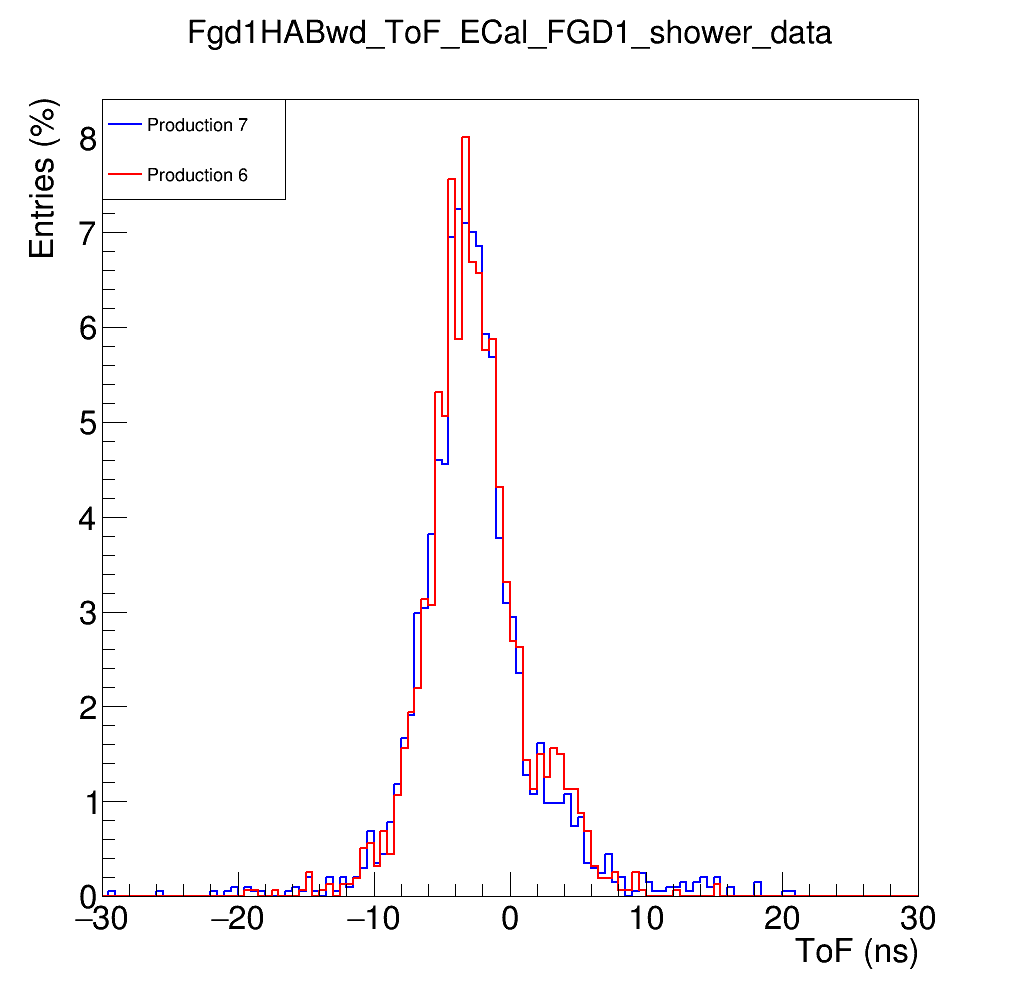 Fgd1HABwd_ToF_ECal_FGD1_shower_data
Entries (%)
Production 7
Production 6
8
7
6
5
4
3
2
1
0
−30 −20 −10 0 10 20 30
ToF (ns)